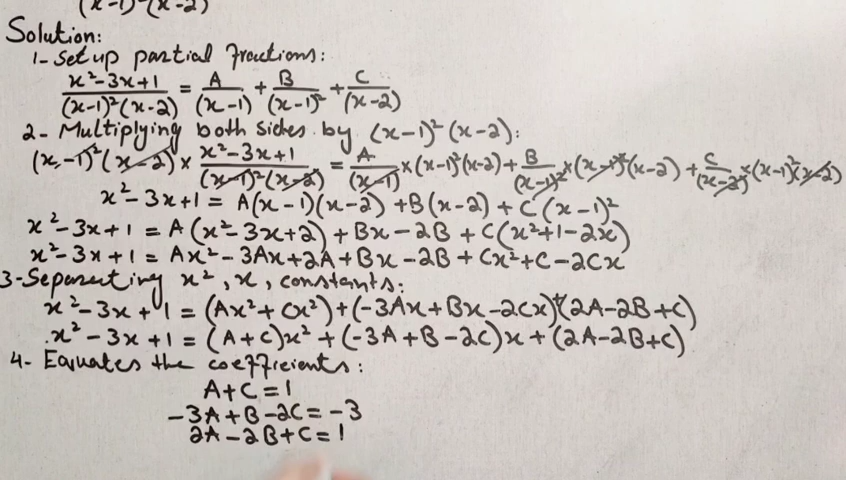 (x-1)²(x-2)
Solution:
1- Set up partial fractions:
x²-3x+1/(x-1)²(x-2) = A/(x-1) + B/(x-1)² + C/(x-2)
2- Multiplying both sides by (x-1)²(x-2):
(x-1)²(x-2) × x²-3x+1/(x-1)²(x-2) = A/(x-1) × (x-1)²(x-2) + B/(x-1)² × (x-1)²(x-2) + C/(x-2) × (x-1)²(x-2)
x²-3x+1 = A(x-1)(x-2) + B(x-2) + C(x-1)²
x²-3x+1 = A(x²-3x+2) + Bx-2B + C(x²+1-2x)
x²-3x+1 = Ax²-3Ax+2A+Bx-2B+Cx²+C-2Cx
3-Separating x², x, constants:
x²-3x+1 = (Ax²+Cx²)+(-3Ax+Bx-2Cx)+(2A-2B+C)
x²-3x+1 = (A+C)x²+(-3A+B-2C)x+(2A-2B+C)
4- Equates the coefficients:
A+C=1
-3A+B-2C=-3
2A-2B+C=1